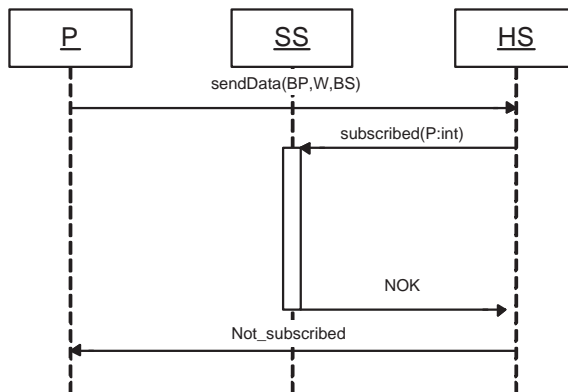 P
SS
HS
sendData(BP,W,BS)
subscribed(P:int)
NOK
Not_subscribed